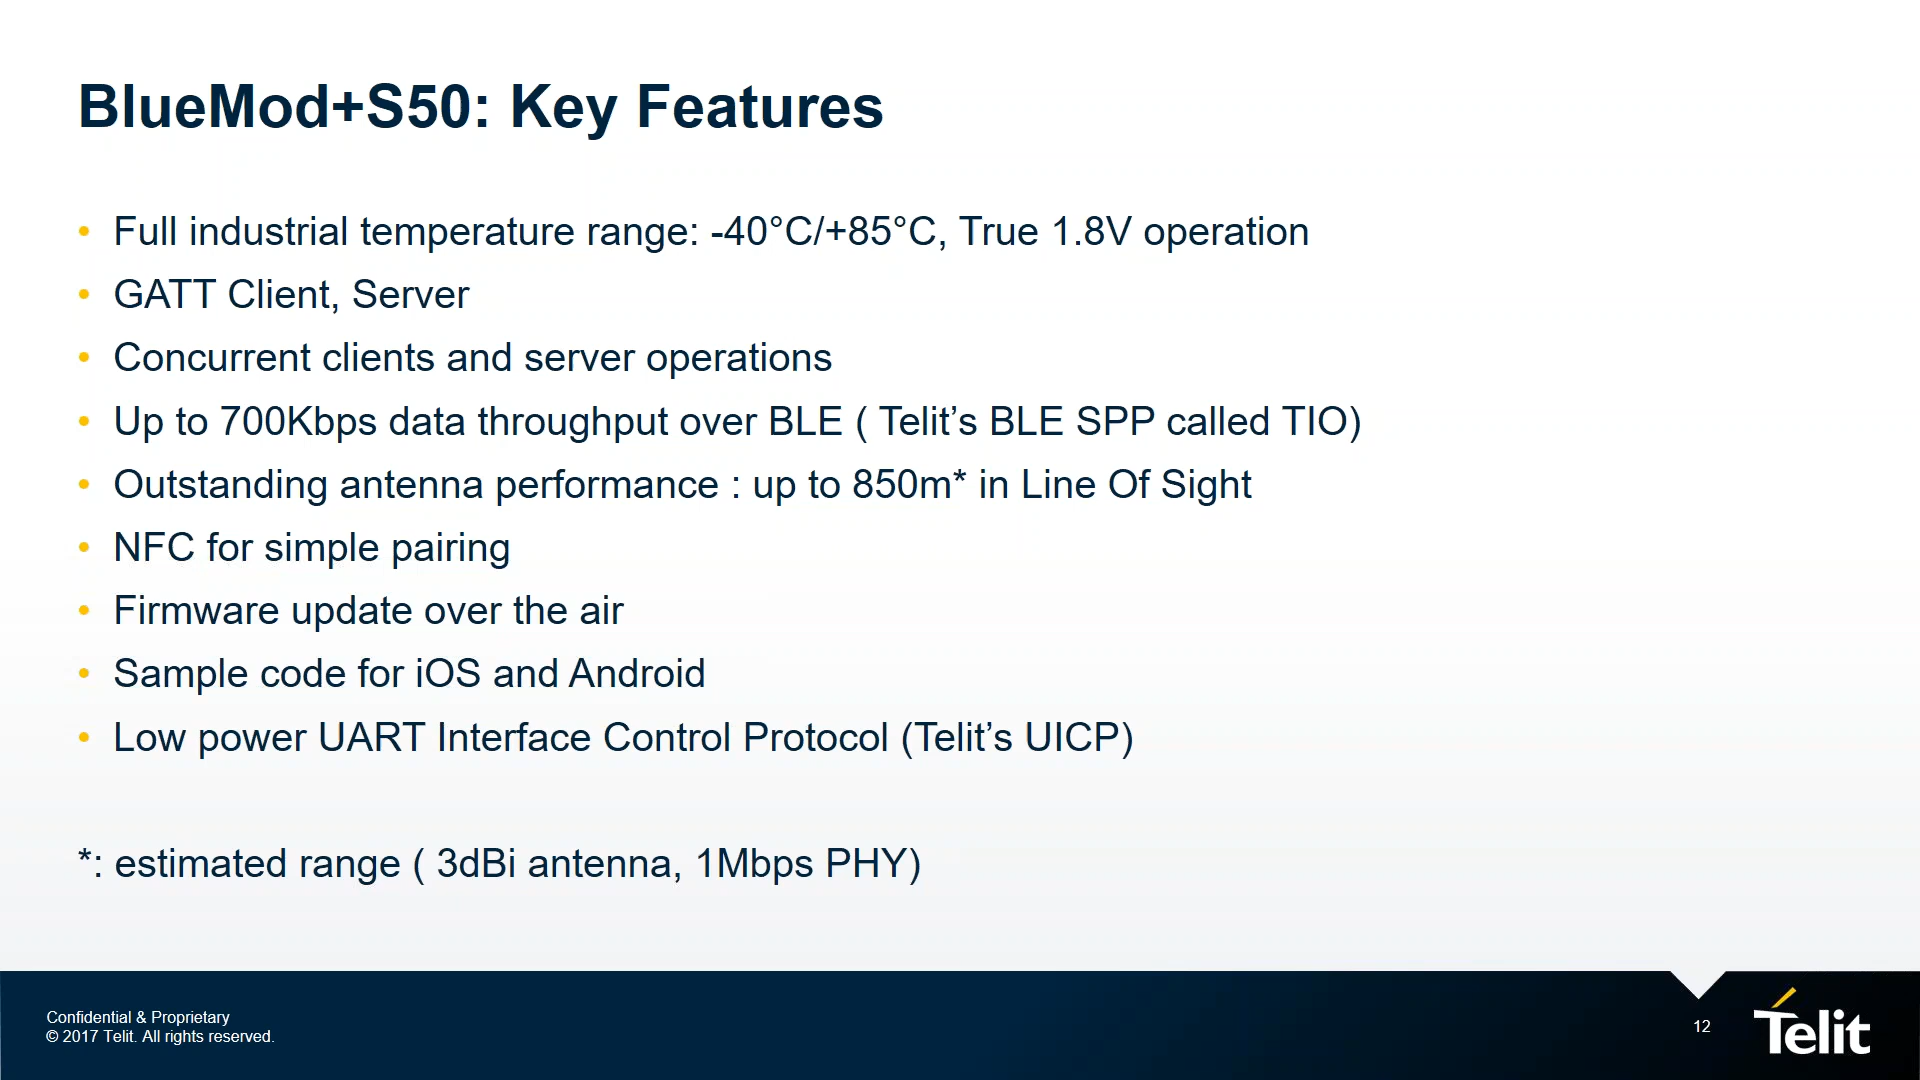 BlueMod+S50: Key Features
• Full industrial temperature range: -40°C/+85°C, True 1.8V operation
• GATT Client, Server
• Concurrent clients and server operations
• Up to 700Kbps data throughput over BLE ( Telit’s BLE SPP called TIO)
• Outstanding antenna performance : up to 850m* in Line Of Sight
• NFC for simple pairing
• Firmware update over the air
• Sample code for iOS and Android
• Low power UART Interface Control Protocol (Telit’s UICP)
*: estimated range ( 3dBi antenna, 1Mbps PHY)
Confidential & Proprietary
© 2017 Telit. All rights reserved.
12
Telit